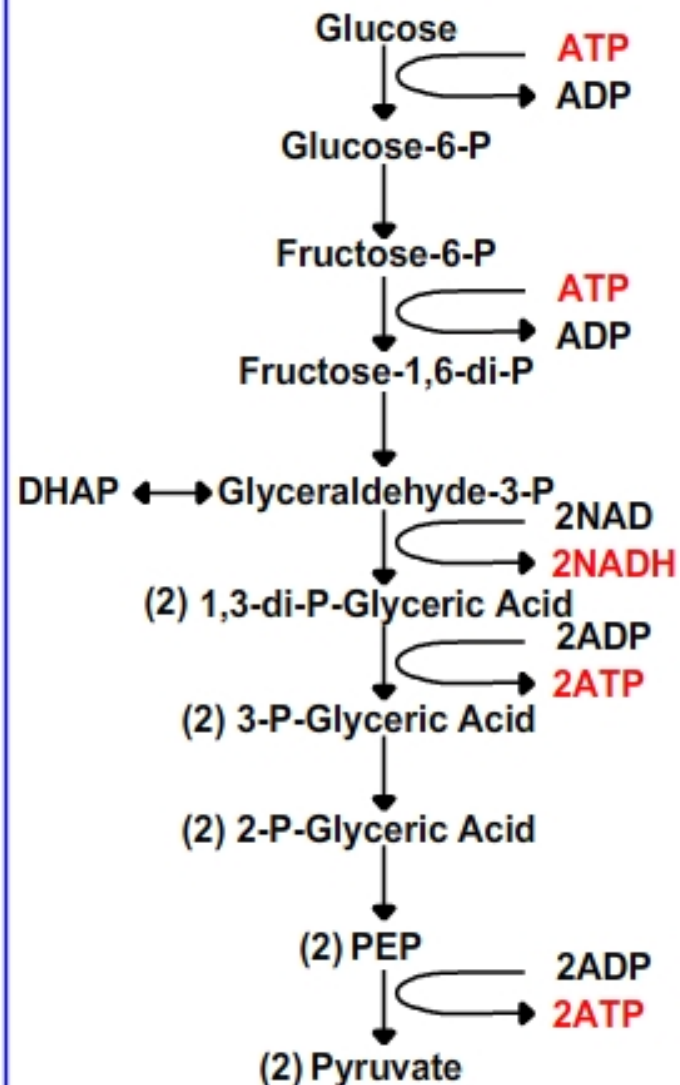 Glucose
ATP
ADP
Glucose-6-P
Fructose-6-P
ATP
ADP
Fructose-1,6-di-P
DHAP Glyceraldehyde-3-P
2NAD
2NADH
(2) 1,3-di-P-Glyceric Acid
2ADP
2ATP
(2) 3-P-Glyceric Acid
(2) 2-P-Glyceric Acid
(2) PEP
2ADP
2ATP
(2) Pyruvate